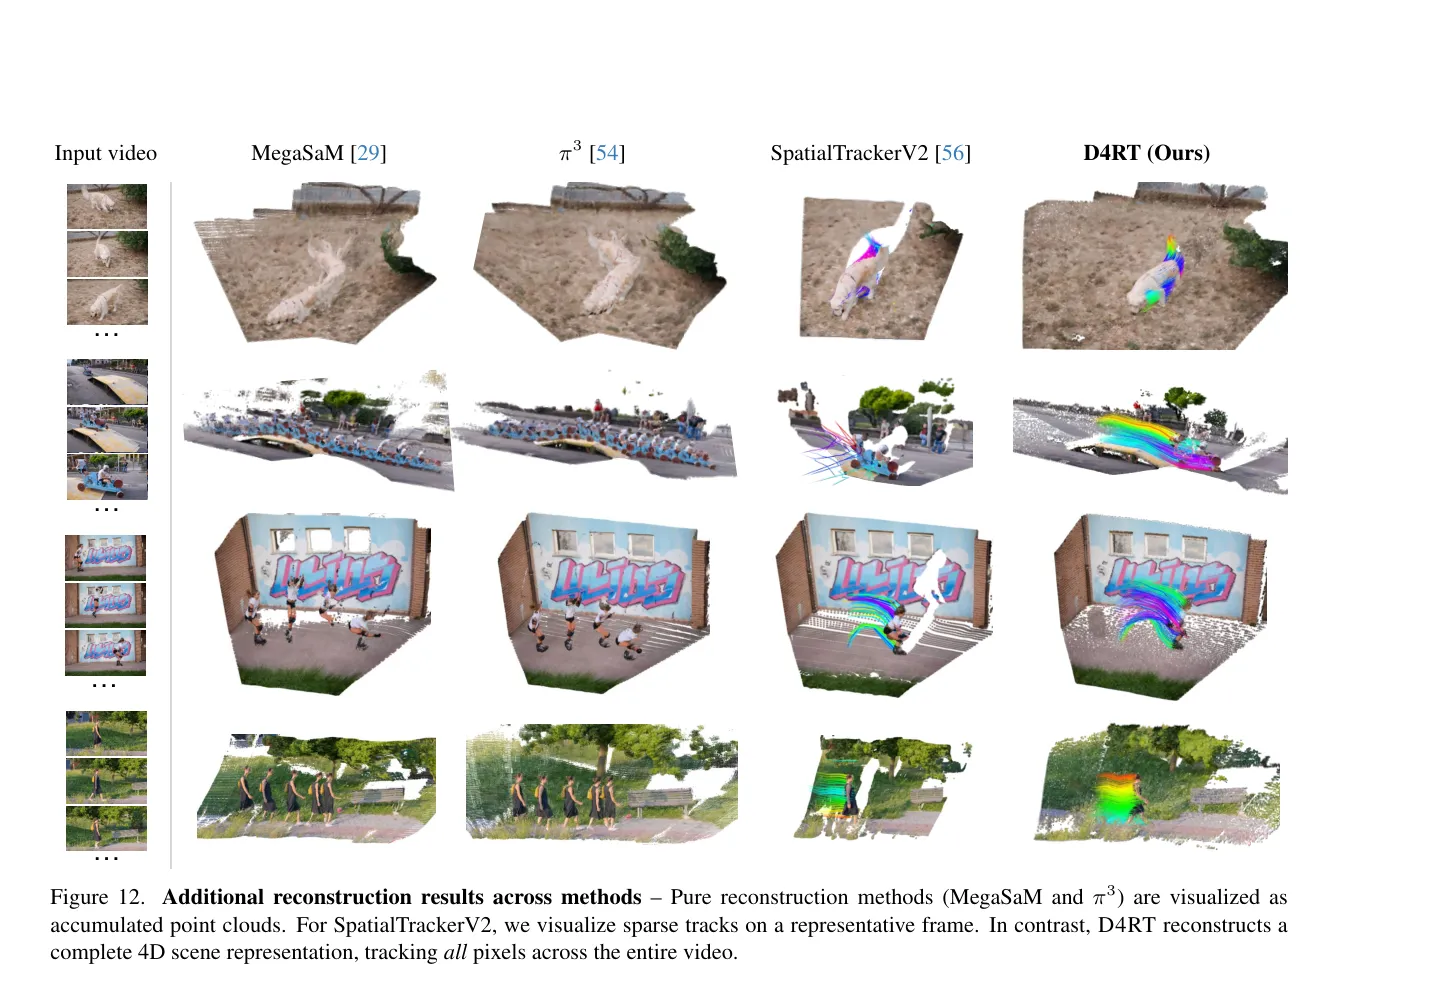 Input video
MegaSaM [29]
π³ [54]
SpatialTrackerV2 [56]
D4RT (Ours)
...
...
...
...
Figure 12. Additional reconstruction results across methods – Pure reconstruction methods (MegaSaM and π³) are visualized as
accumulated point clouds. For SpatialTrackerV2, we visualize sparse tracks on a representative frame. In contrast, D4RT reconstructs a
complete 4D scene representation, tracking all pixels across the entire video.